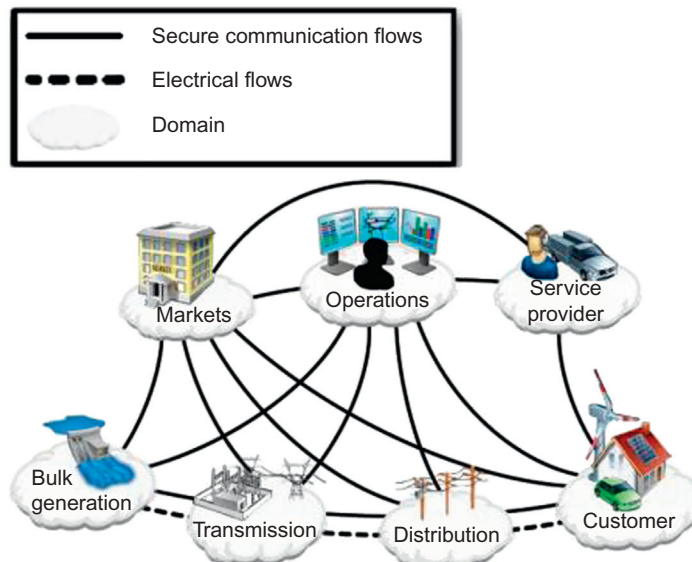 Secure communication flows
Electrical flows
Domain
Markets
Operations
Service
provider
Bulk
generation
Transmission
Distribution
Customer